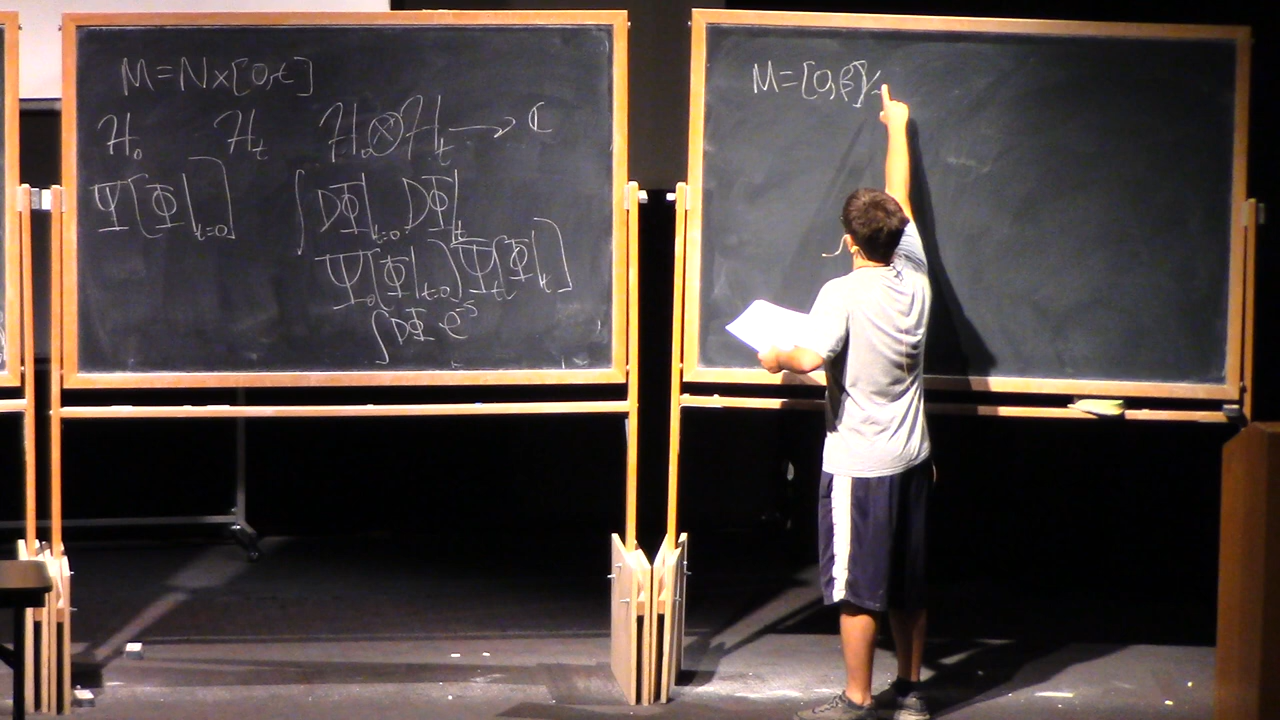 M=N×[0,t]
ℋ₀ ℋₜ ℋ₀⊗ℋₜ → ℂ
Ψ[Φ|ₜ₌₀] ∫DΦ|ₜ₌₀ DΦ|ₜ
Ψ₀[Φ|ₜ₌₀)Ψₜ[Φ|ₜ]
∫DΦ e^{-S}
M=[0,β]/~